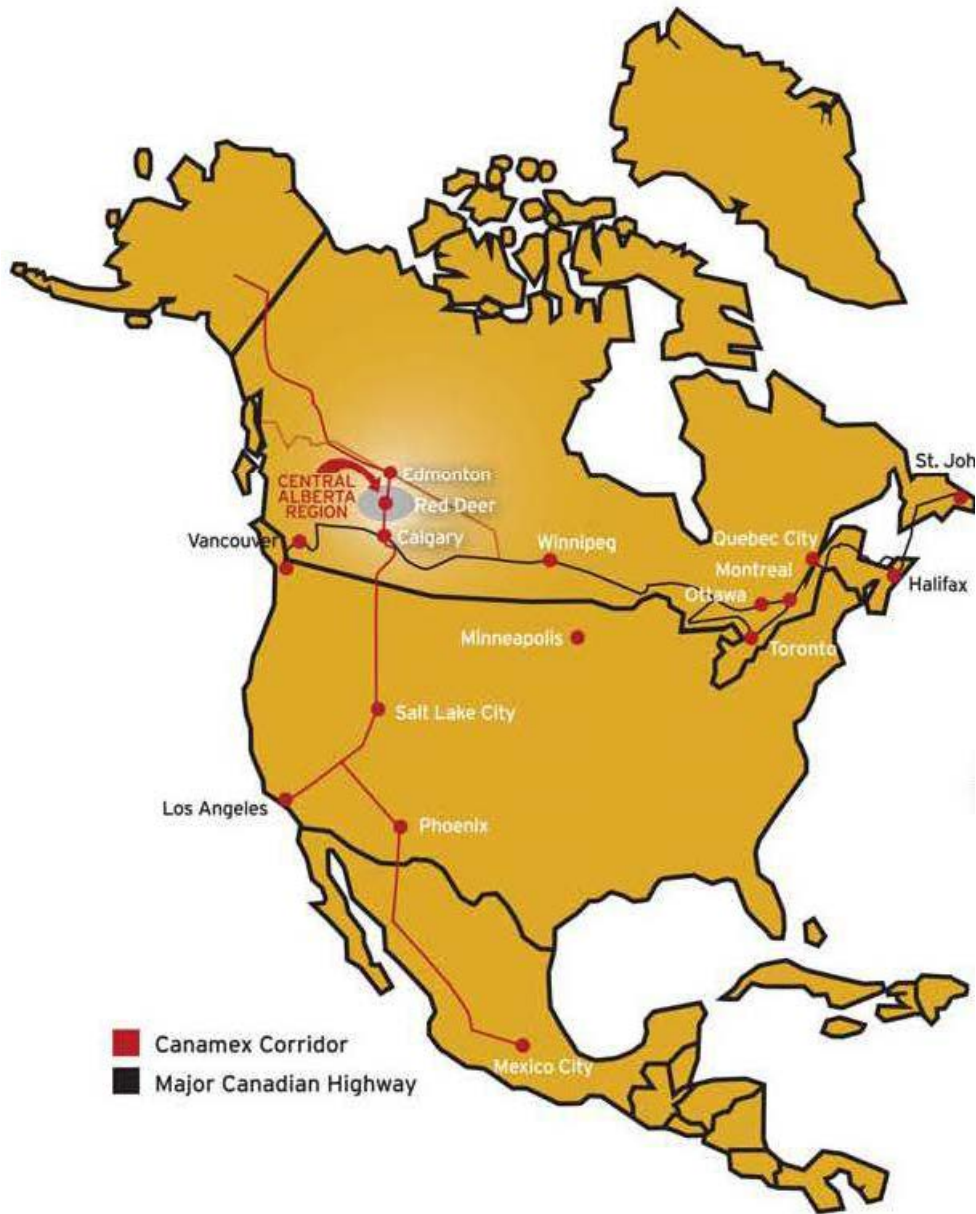 St. Joh
Edmonton
CENTRAL
ALBERTA
REGION
Red Deer
Vancouver
Calgary
Winnipeg
Quebec City
Montreal
Halifax
Ottawa
Minneapolis
Toronto
Salt Lake City
Los Angeles
Phoenix
Canamex Corridor
Mexico City
Major Canadian Highway